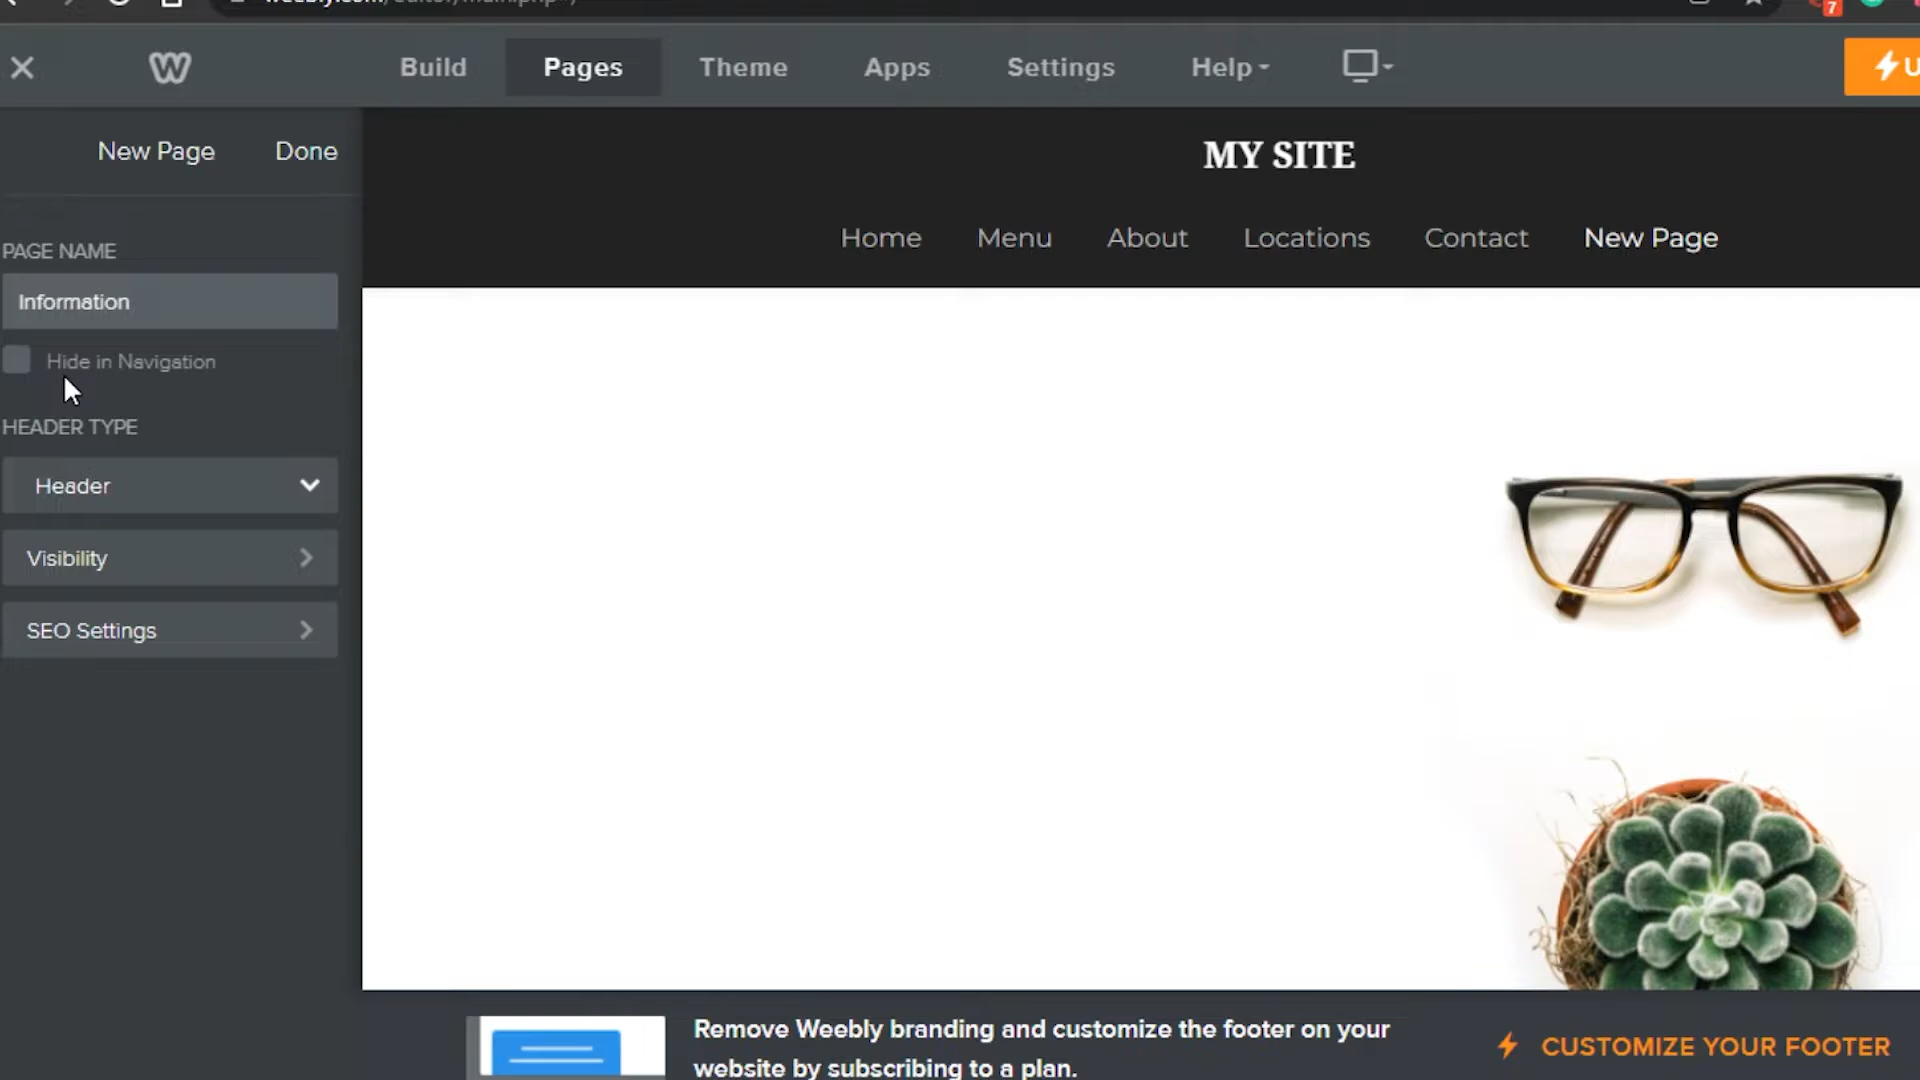 7
Build Pages Theme Apps Settings Help
New Page Done
MY SITE
Home Menu About Locations Contact New Page
PAGE NAME
Information
Hide in Navigation
HEADER TYPE
Header
Visibility
SEO Settings
Remove Weebly branding and customize the footer on your
website by subscribing to a plan.
CUSTOMIZE YOUR FOOTER